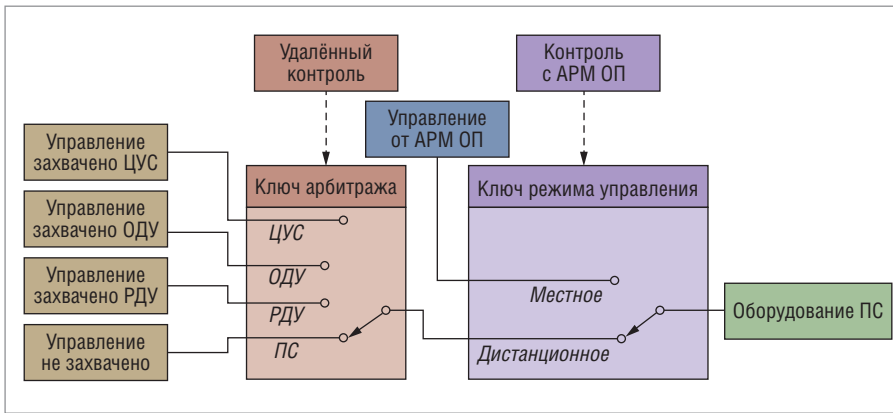 Удалённый
контроль
Контроль
с АРМ ОП
Управление
от АРМ ОП
Управление
захвачено ЦУС
Управление
захвачено ОДУ
Управление
захвачено РДУ
Управление
не захвачено
Ключ арбитража
ЦУС
ОДУ
РДУ
ПС
Ключ режима управления
Местное
Дистанционное
Оборудование ПС